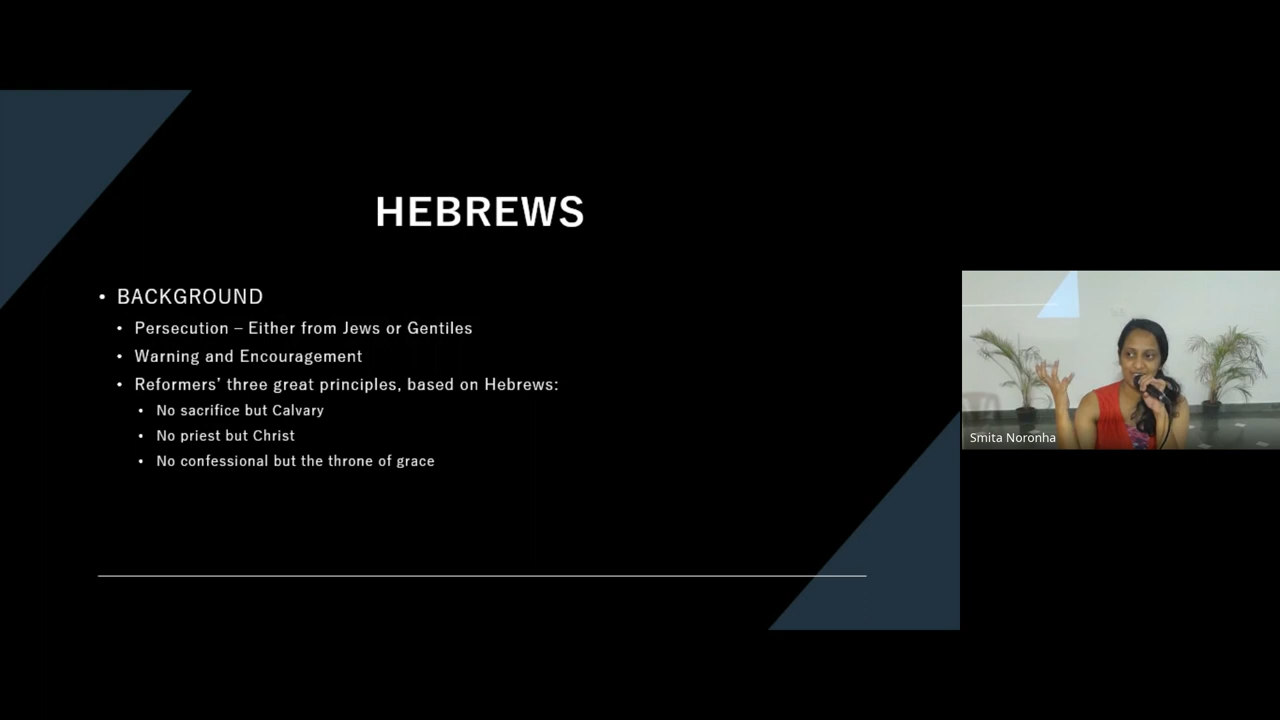 HEBREWS
• BACKGROUND
• Persecution – Either from Jews or Gentiles
• Warning and Encouragement
• Reformers’ three great principles, based on Hebrews:
• No sacrifice but Calvary
• No priest but Christ
• No confessional but the throne of grace
Smita Noronha